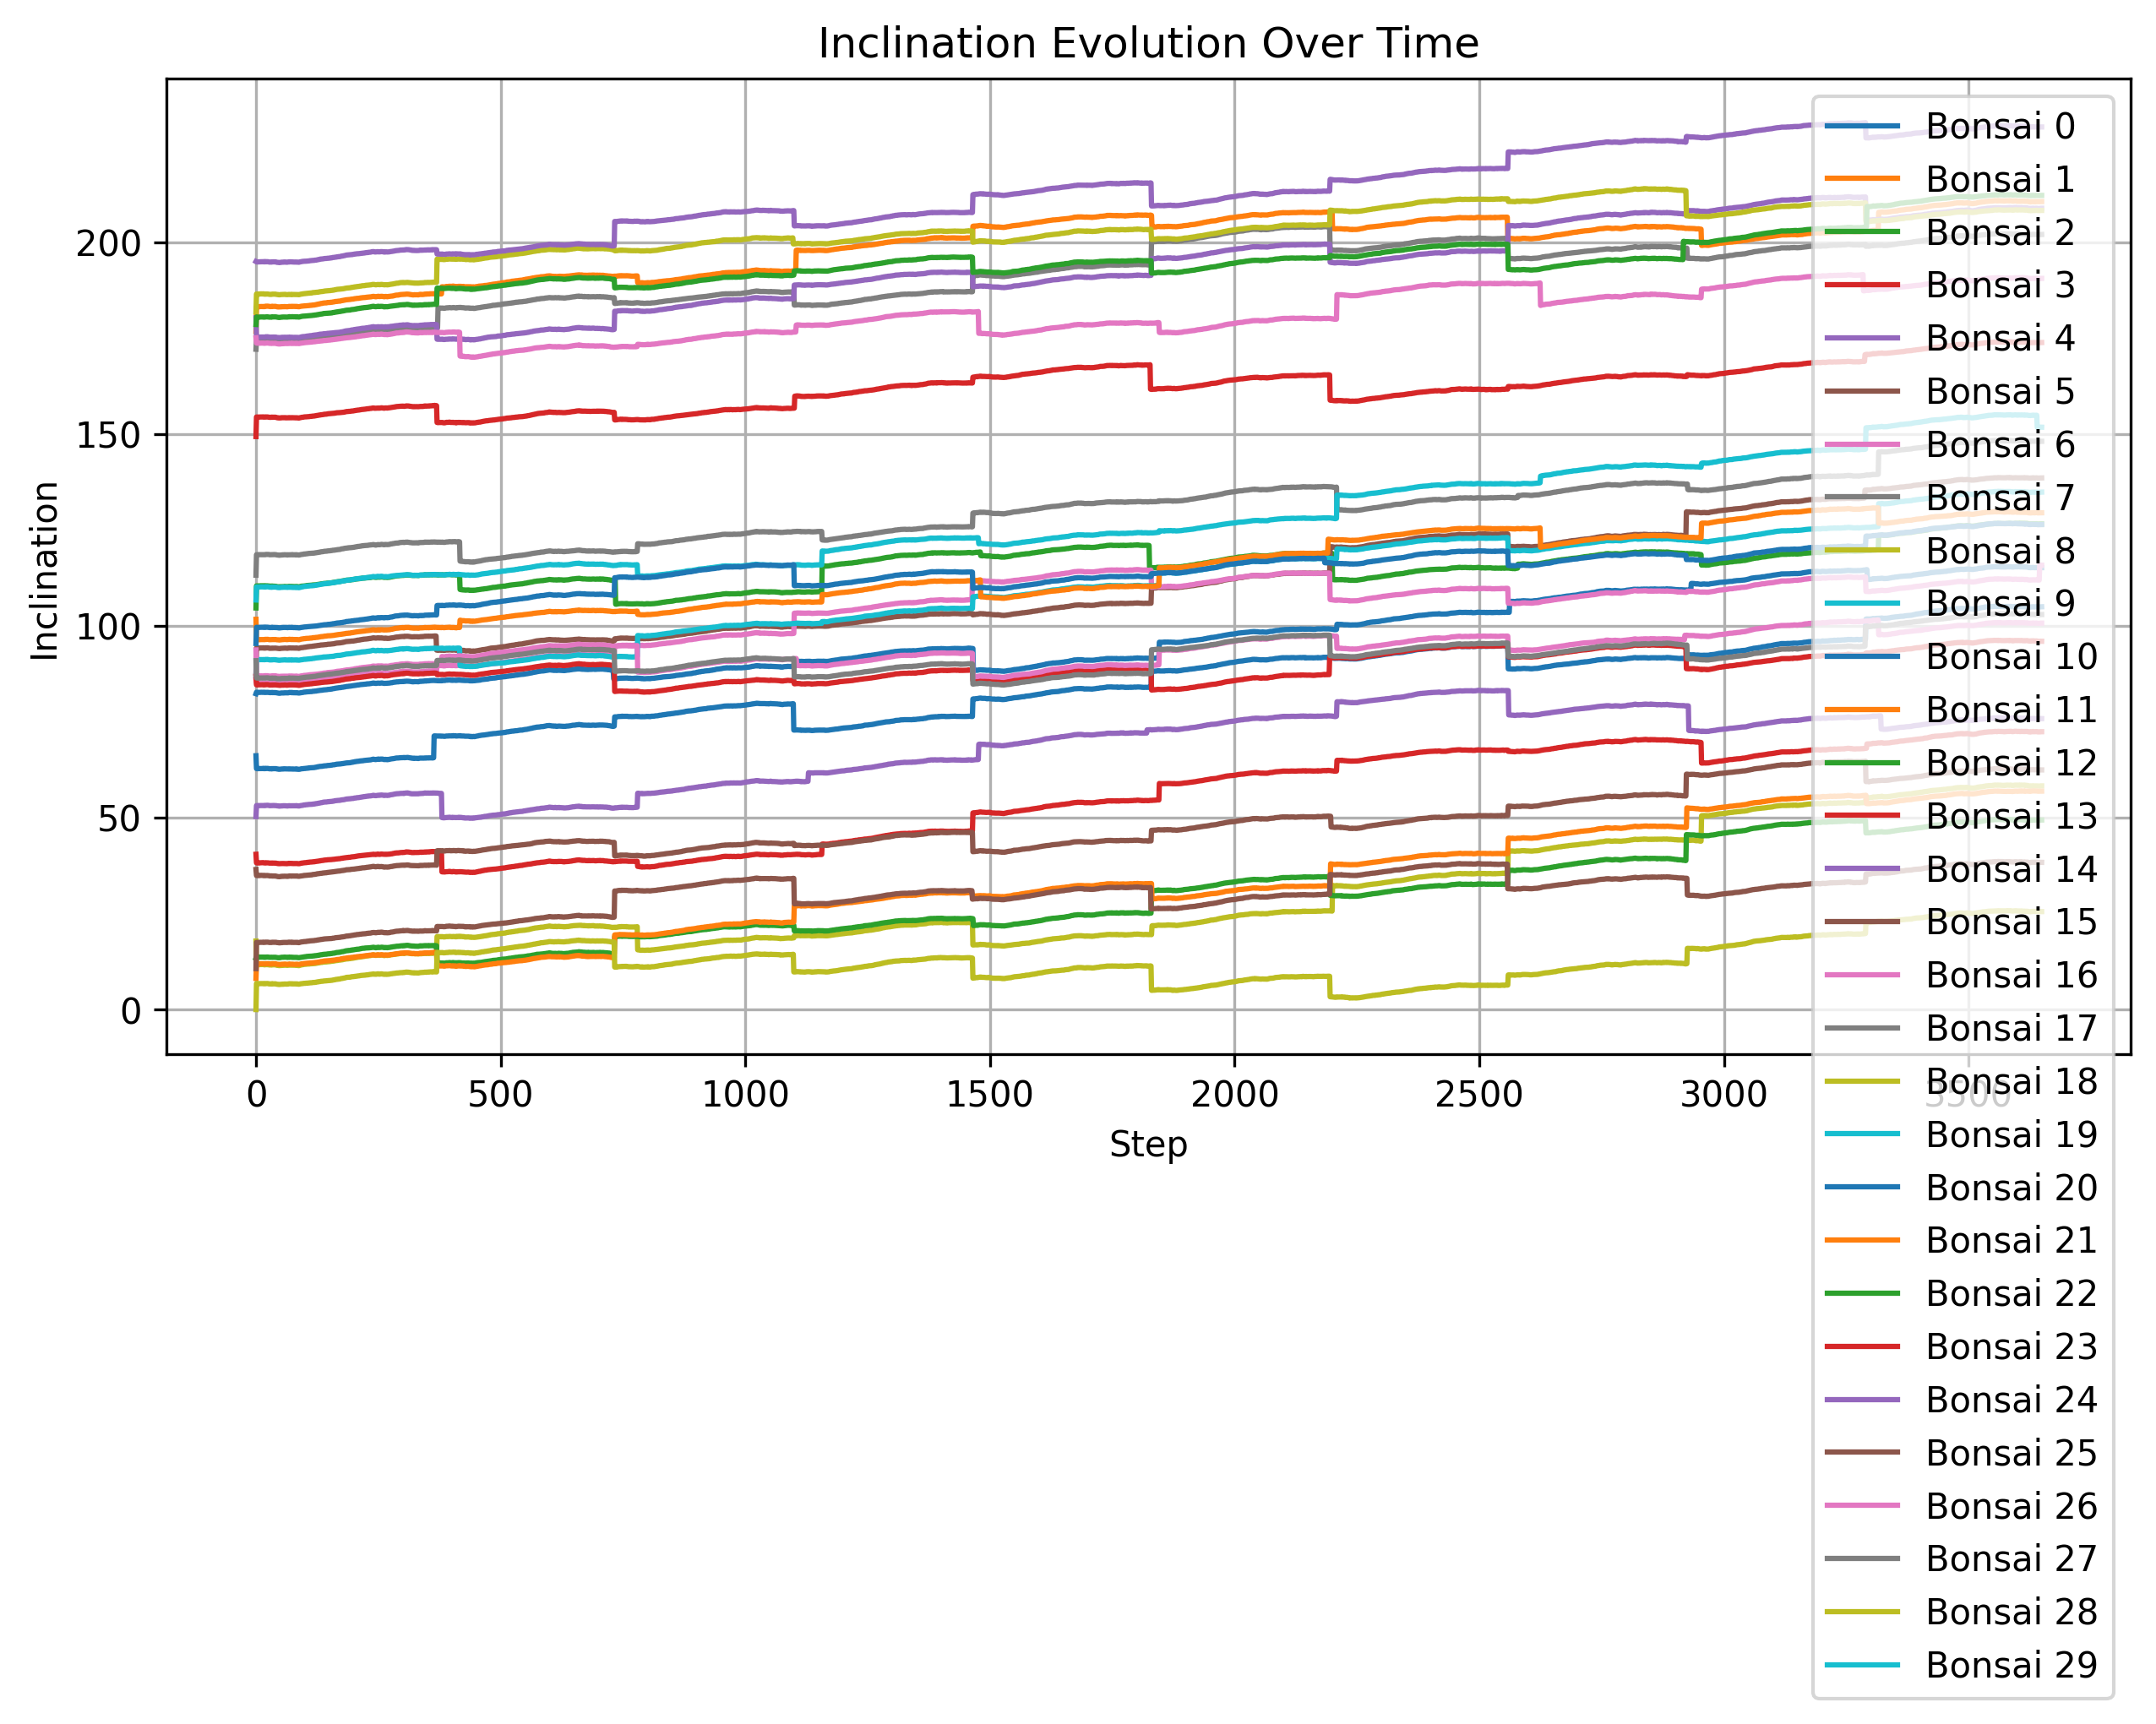 Inclination Evolution Over Time
Inclination
200
150
100
50
0
0
500
1000
1500
2000
2500
3000
3500
Step
Bonsai 0
Bonsai 1
Bonsai 2
Bonsai 3
Bonsai 4
Bonsai 5
Bonsai 6
Bonsai 7
Bonsai 8
Bonsai 9
Bonsai 10
Bonsai 11
Bonsai 12
Bonsai 13
Bonsai 14
Bonsai 15
Bonsai 16
Bonsai 17
Bonsai 18
Bonsai 19
Bonsai 20
Bonsai 21
Bonsai 22
Bonsai 23
Bonsai 24
Bonsai 25
Bonsai 26
Bonsai 27
Bonsai 28
Bonsai 29